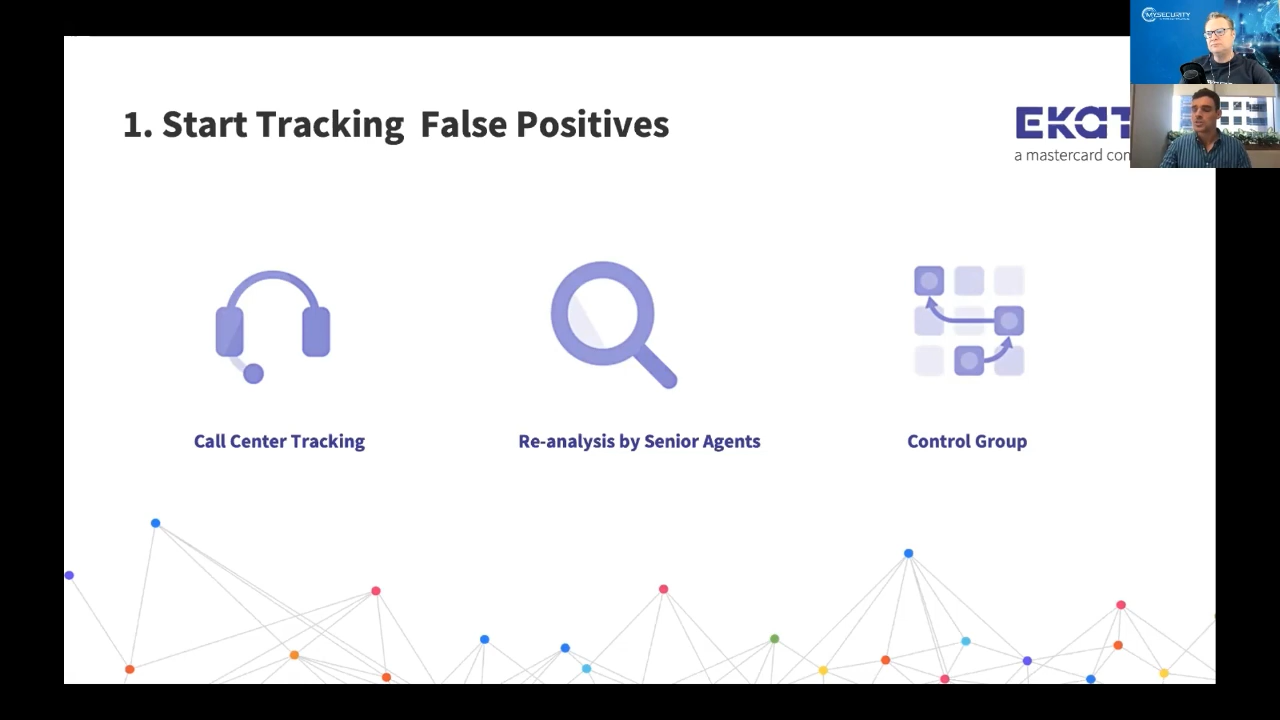 1. Start Tracking False Positives
EKAT
a mastercard con
MYSECURITY
Call Center Tracking
Re-analysis by Senior Agents
Control Group